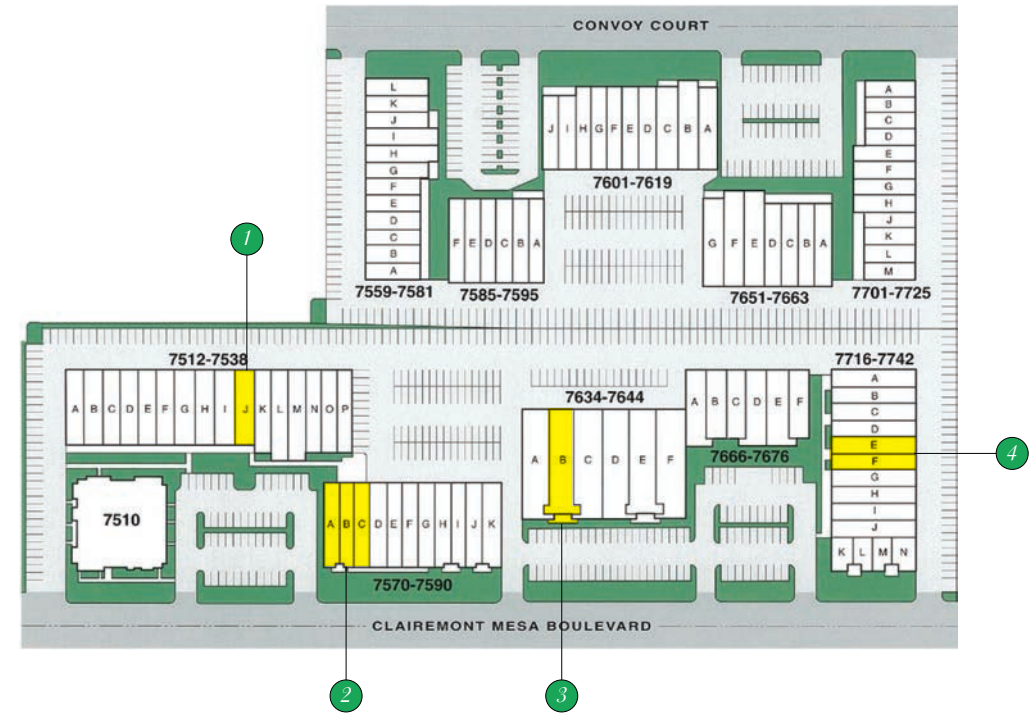 CONVOY COURT
L
K
J
I
H
G
F
E
D
C
B
A
7559-7581
F E D C B A
7585-7595
J I H G F E D C B A
7601-7619
G F E D C B A
7651-7663
A
B
C
D
E
F
G
H
J
K
L
M
7701-7725
1
7512-7538
A B C D E F G H I J K L M N O P
7510
A B C D E F G H I J K
7570-7590
7634-7644
A B C D E F
A B C D E F
7666-7676
7716-7742
A
B
C
D
E
F
G
H
I
J
K L M N
4
CLAIREMONT MESA BOULEVARD
2
3